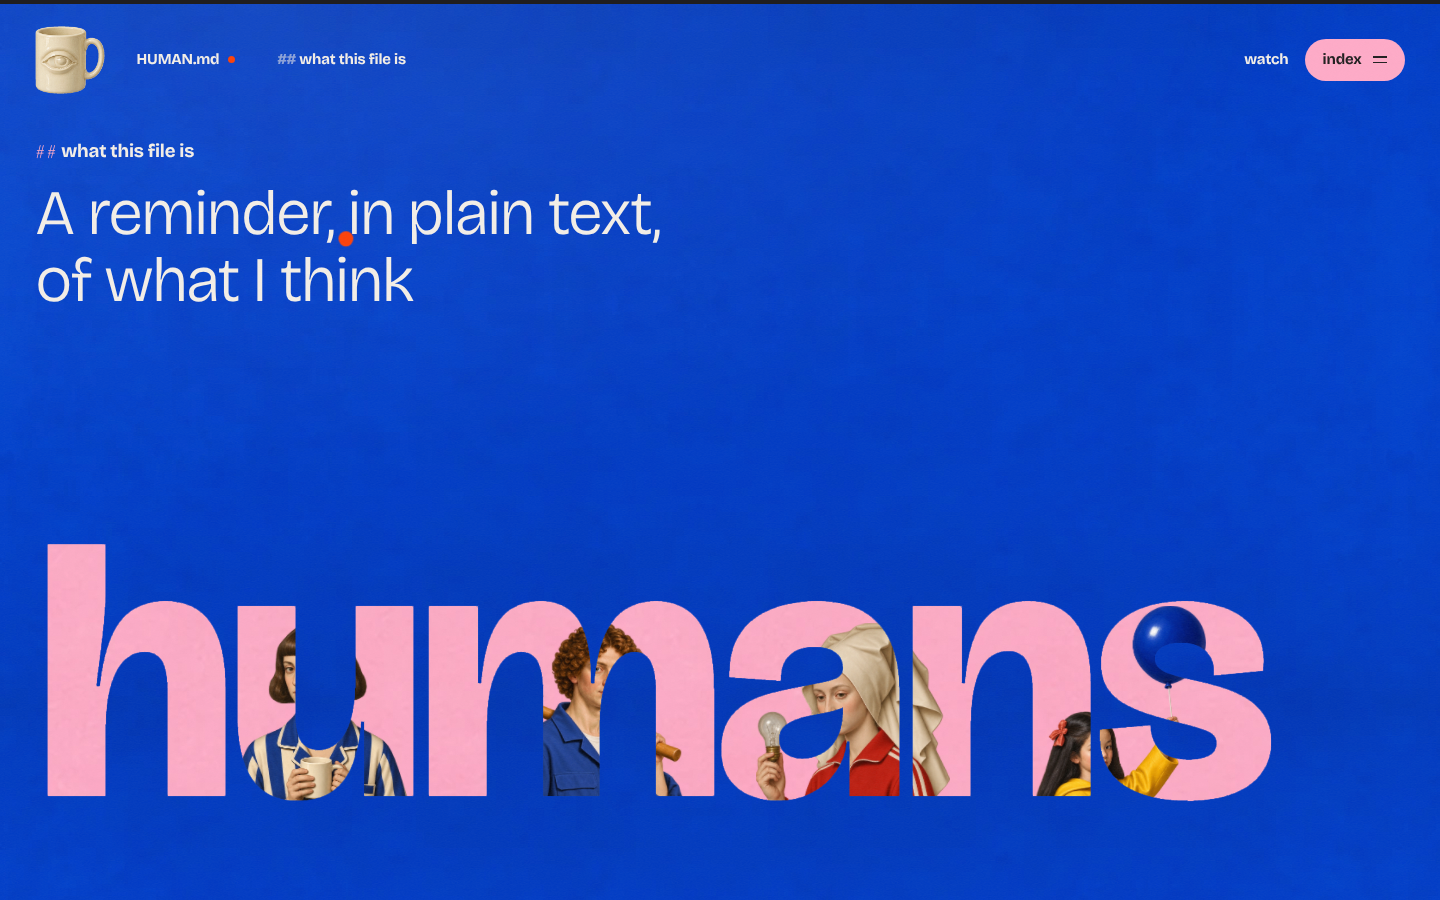 HUMAN.md
## what this file is
watch
index
## what this file is
A reminder, in plain text,
of what I think
humans